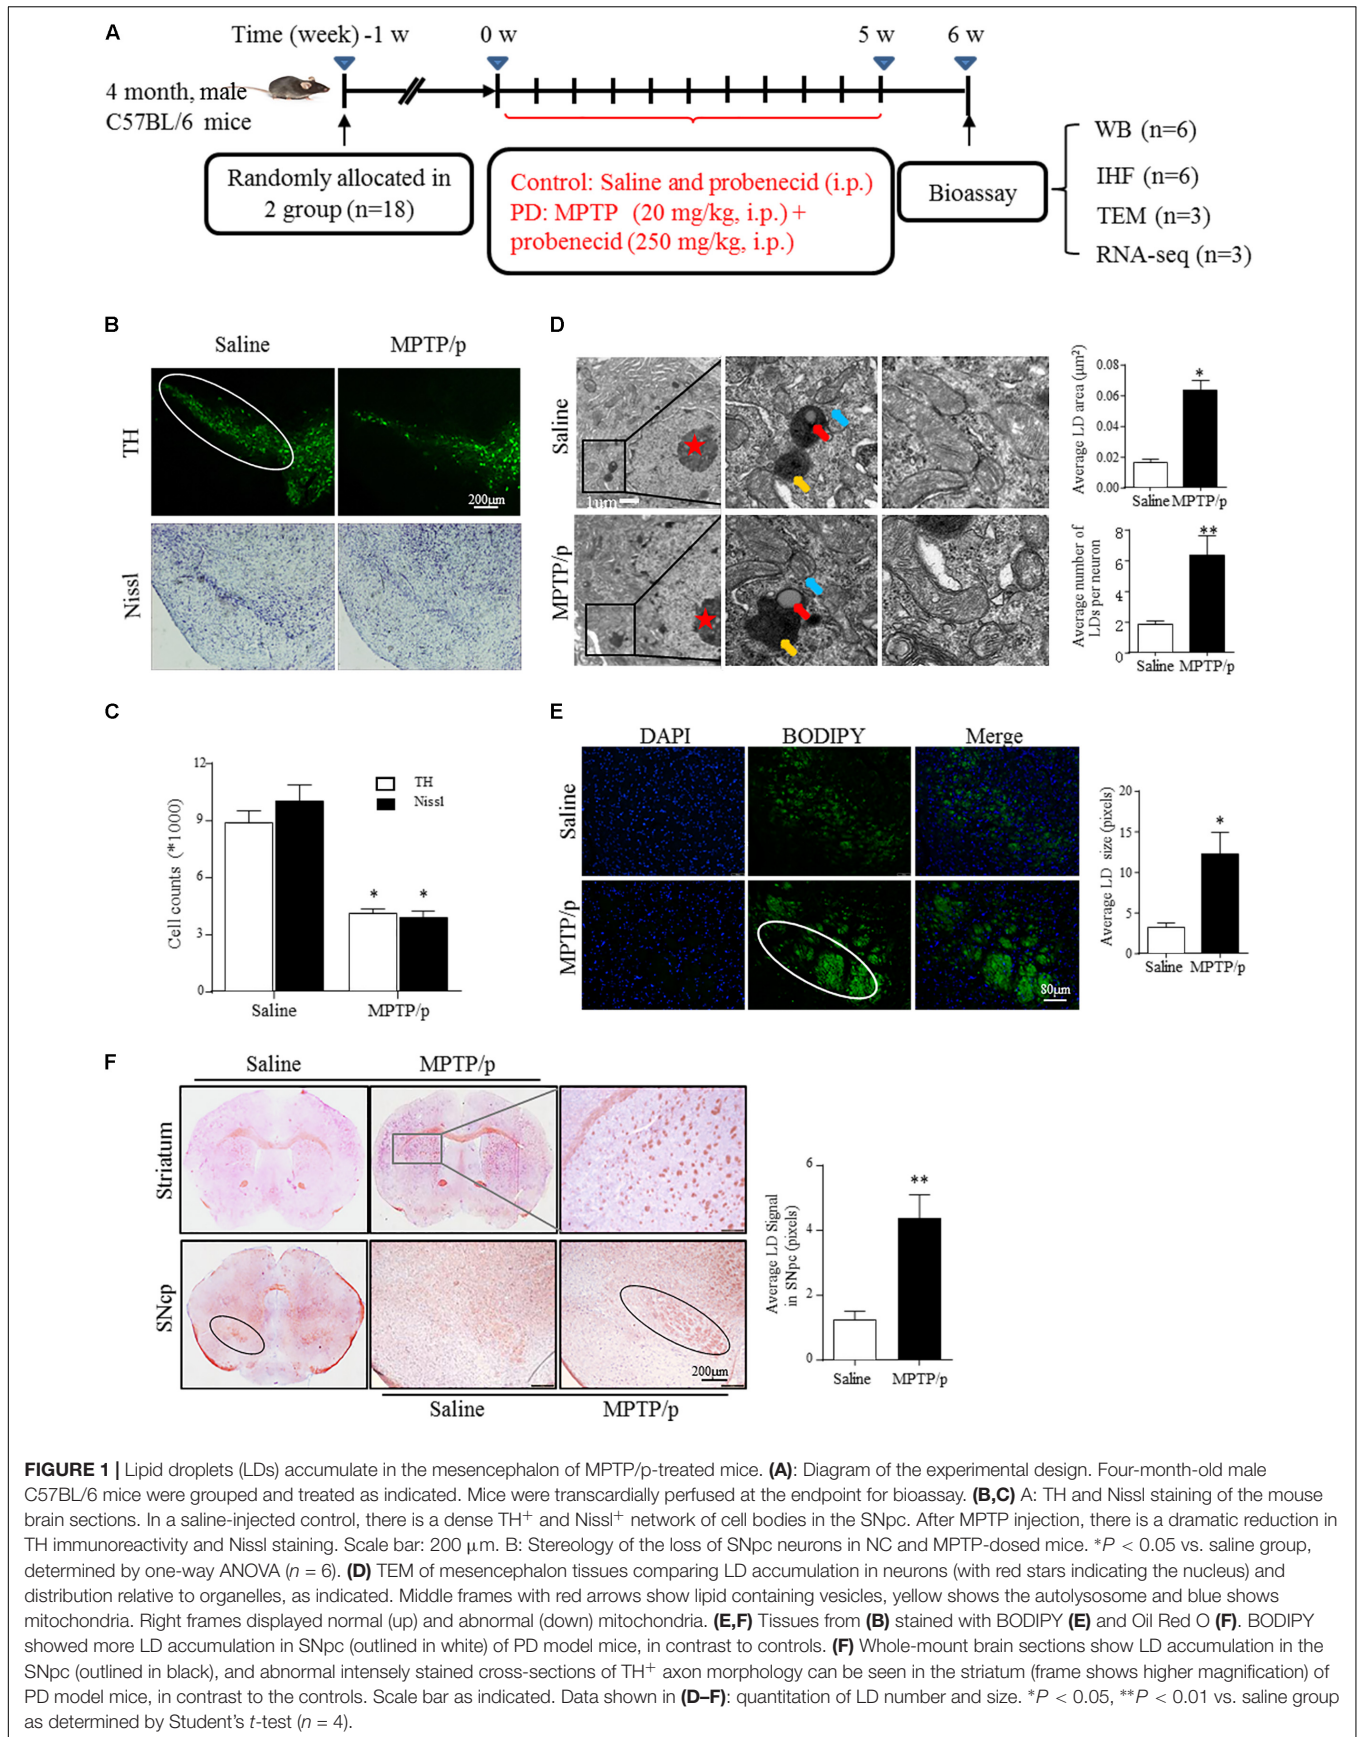 A
Time (week) -1 w
0 w
5 w
6 w
4 month, male
C57BL/6 mice
Randomly allocated in
2 group (n=18)
Control: Saline and probenecid (i.p.)
PD: MPTP (20 mg/kg, i.p.) +
probenecid (250 mg/kg, i.p.)
Bioassay
WB (n=6)
IHF (n=6)
TEM (n=3)
RNA-seq (n=3)
B
Saline
MPTP/p
TH
200μm
Nissl
D
Saline
1um
MPTP/p
Average LD area (μm²)
0.08
0.06
0.04
0.02
0.00
*
Saline
MPTP/p
Average number of
LDs per neuron
8
6
4
2
0
**
Saline
MPTP/p
C
Cell counts (*1000)
12
9
6
3
0
TH
Nissl
*
*
Saline
MPTP/p
E
DAPI
BODIPY
Merge
Saline
MPTP/p
80μm
Average LD size (pixels)
20
15
10
5
0
*
Saline
MPTP/p
F
Saline
MPTP/p
Striatum
SNcp
200μm
Saline
MPTP/p
Average LD Signal
in SNpc (pixels)
6
4
2
0
**
Saline
MPTP/p
FIGURE 1 | Lipid droplets (LDs) accumulate in the mesencephalon of MPTP/p-treated mice. (A): Diagram of the experimental design. Four-month-old male
C57BL/6 mice were grouped and treated as indicated. Mice were transcardially perfused at the endpoint for bioassay. (B,C) A: TH and Nissl staining of the mouse
brain sections. In a saline-injected control, there is a dense TH⁺ and Nissl⁺ network of cell bodies in the SNpc. After MPTP injection, there is a dramatic reduction in
TH immunoreactivity and Nissl staining. Scale bar: 200 μm. B: Stereology of the loss of SNpc neurons in NC and MPTP-dosed mice. *P < 0.05 vs. saline group,
determined by one-way ANOVA (n = 6). (D) TEM of mesencephalon tissues comparing LD accumulation in neurons (with red stars indicating the nucleus) and
distribution relative to organelles, as indicated. Middle frames with red arrows show lipid containing vesicles, yellow shows the autolysosome and blue shows
mitochondria. Right frames displayed normal (up) and abnormal (down) mitochondria. (E,F) Tissues from (B) stained with BODIPY (E) and Oil Red O (F). BODIPY
showed more LD accumulation in SNpc (outlined in white) of PD model mice, in contrast to controls. (F) Whole-mount brain sections show LD accumulation in the
SNpc (outlined in black), and abnormal intensely stained cross-sections of TH⁺ axon morphology can be seen in the striatum (frame shows higher magnification) of
PD model mice, in contrast to the controls. Scale bar as indicated. Data shown in (D–F): quantitation of LD number and size. *P < 0.05, **P < 0.01 vs. saline group
as determined by Student's t-test (n = 4).